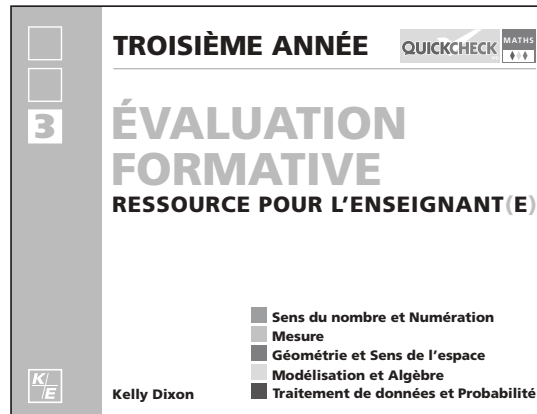 TROISIÈME ANNÉE
QUICKCHECK MATHS
3
ÉVALUATION
FORMATIVE
RESSOURCE POUR L'ENSEIGNANT(E)
Sens du nombre et Numération
Mesure
Géométrie et Sens de l'espace
Modélisation et Algèbre
Traitement de données et Probabilité
K/E
Kelly Dixon